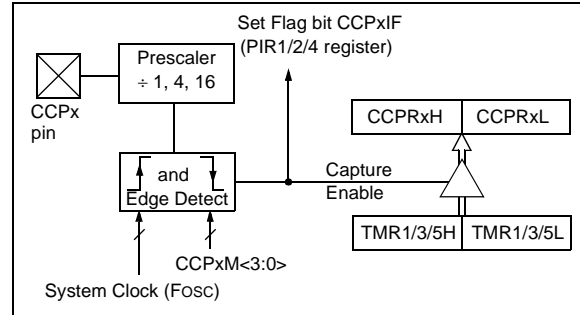 Set Flag bit CCPxIF
(PIR1/2/4 register)
Prescaler
÷ 1, 4, 16
CCPx
pin
CCPRxH
CCPRxL
and
Edge Detect
Capture
Enable
TMR1/3/5H
TMR1/3/5L
CCPxM<3:0>
System Clock (FOSC)